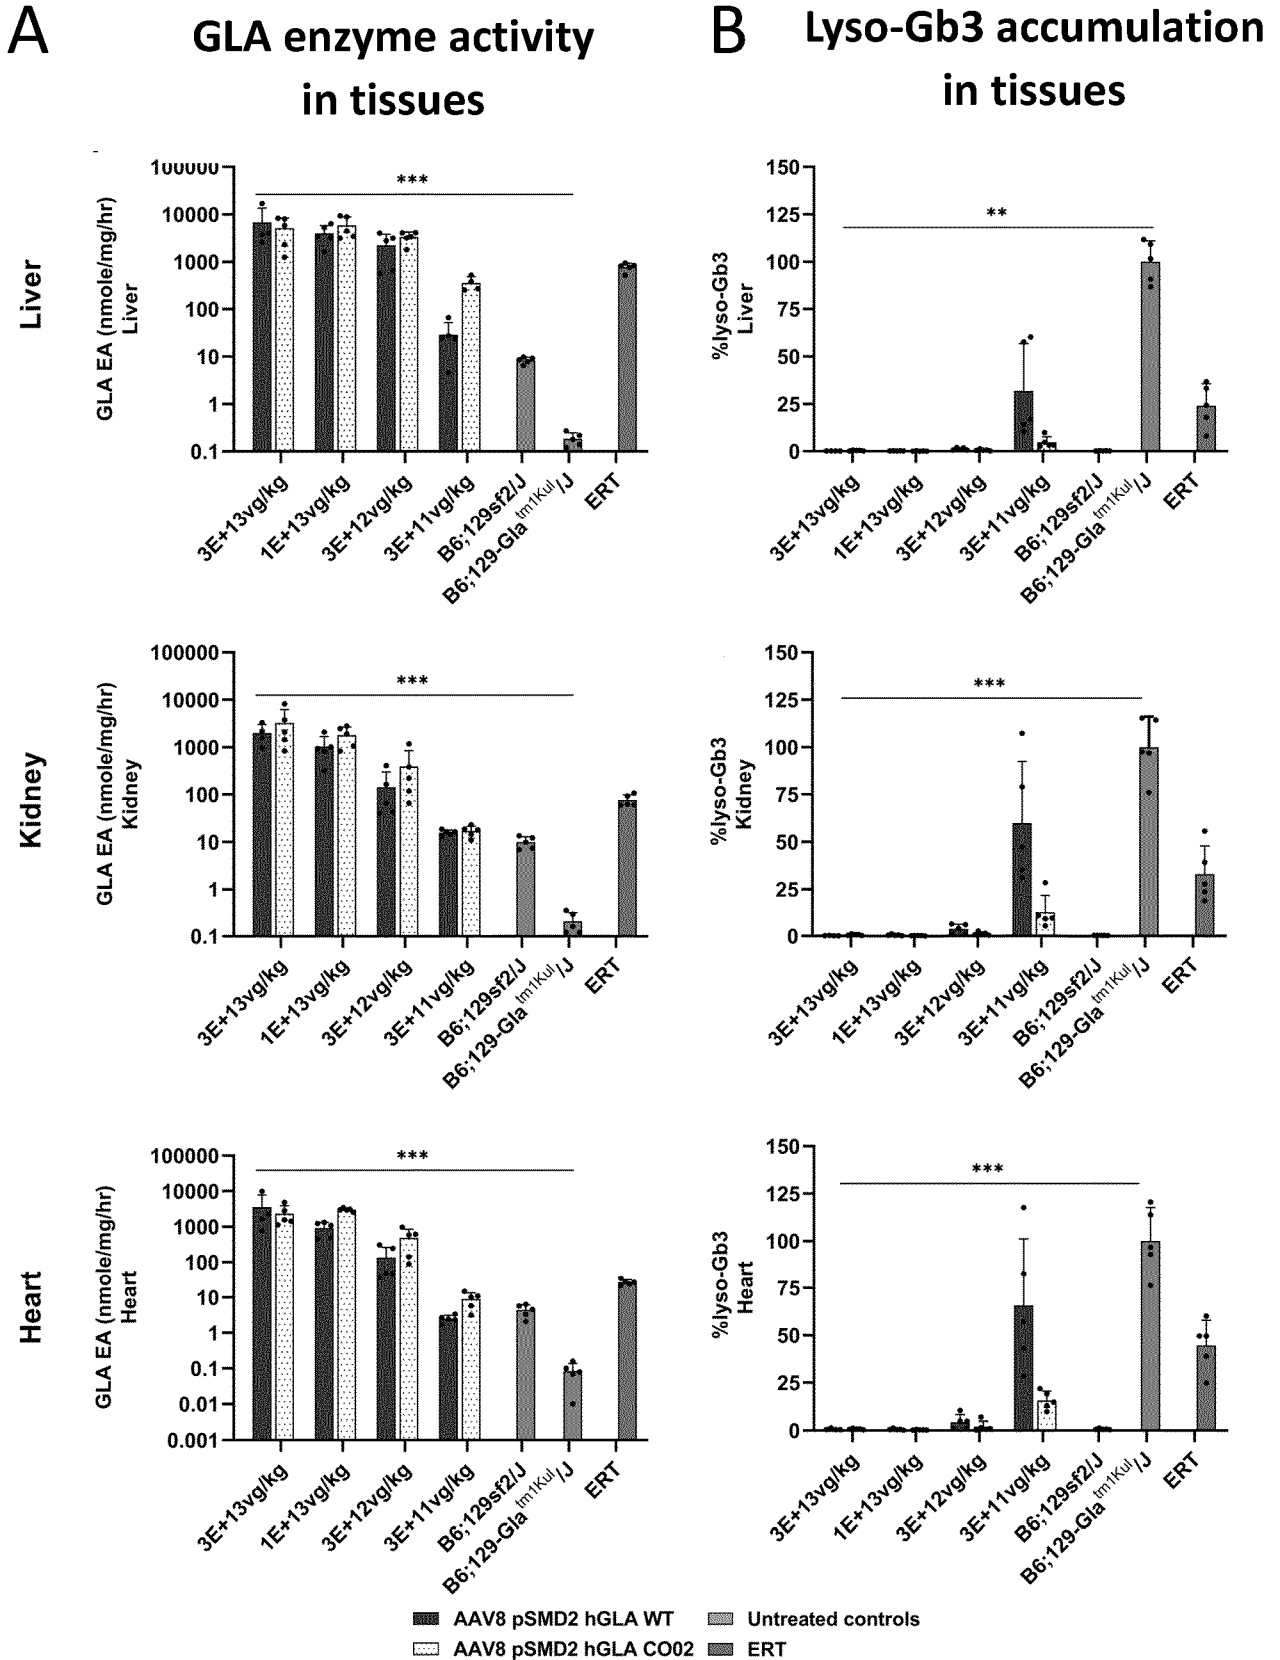 A
GLA enzyme activity
in tissues
B
Lyso-Gb3 accumulation
in tissues
Liver
GLA EA (nmole/mg/hr)
Liver
100000
10000
1000
100
10
1
0.1
***
3E+13vg/kg
1E+13vg/kg
3E+12vg/kg
3E+11vg/kg
B6;129sf2/J
B6;129-Gla tm1Kul/J
ERT
%lyso-Gb3
Liver
150
125
100
75
50
25
0
**
3E+13vg/kg
1E+13vg/kg
3E+12vg/kg
3E+11vg/kg
B6;129sf2/J
B6;129-Gla tm1Kul/J
ERT
Kidney
GLA EA (nmole/mg/hr)
Kidney
100000
10000
1000
100
10
1
0.1
***
3E+13vg/kg
1E+13vg/kg
3E+12vg/kg
3E+11vg/kg
B6;129sf2/J
B6;129-Gla tm1Kul/J
ERT
%lyso-Gb3
Kidney
150
125
100
75
50
25
0
***
3E+13vg/kg
1E+13vg/kg
3E+12vg/kg
3E+11vg/kg
B6;129sf2/J
B6;129-Gla tm1Kul/J
ERT
Heart
GLA EA (nmole/mg/hr)
Heart
100000
10000
1000
100
10
1
0.1
0.01
0.001
***
3E+13vg/kg
1E+13vg/kg
3E+12vg/kg
3E+11vg/kg
B6;129sf2/J
B6;129-Gla tm1Kul/J
ERT
%lyso-Gb3
Heart
150
125
100
75
50
25
0
***
3E+13vg/kg
1E+13vg/kg
3E+12vg/kg
3E+11vg/kg
B6;129sf2/J
B6;129-Gla tm1Kul/J
ERT
AAV8 pSMD2 hGLA WT
Untreated controls
AAV8 pSMD2 hGLA CO02
ERT